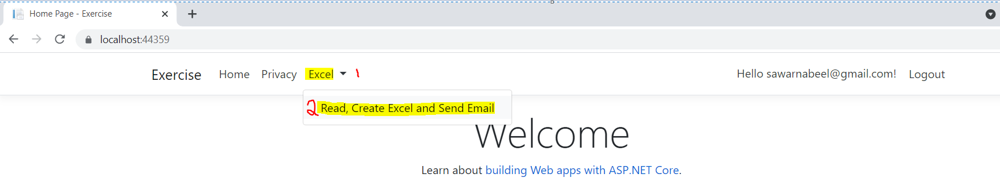 Home Page - Exercise
localhost:44359
Exercise Home Privacy Excel 1 Hello sawarnabeel@gmail.com! Logout
2 Read, Create Excel and Send Email
Welcome
Learn about building Web apps with ASP.NET Core.